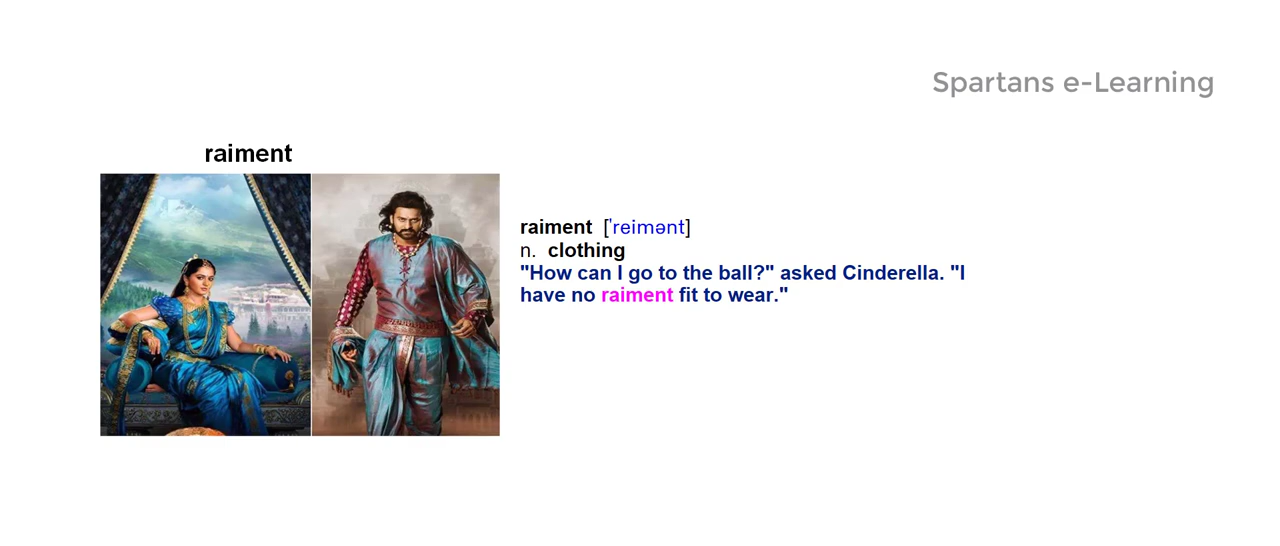 Spartans e-Learning
raiment
raiment [ˈreimənt]
n. clothing
"How can I go to the ball?" asked Cinderella. "I
have no raiment fit to wear."